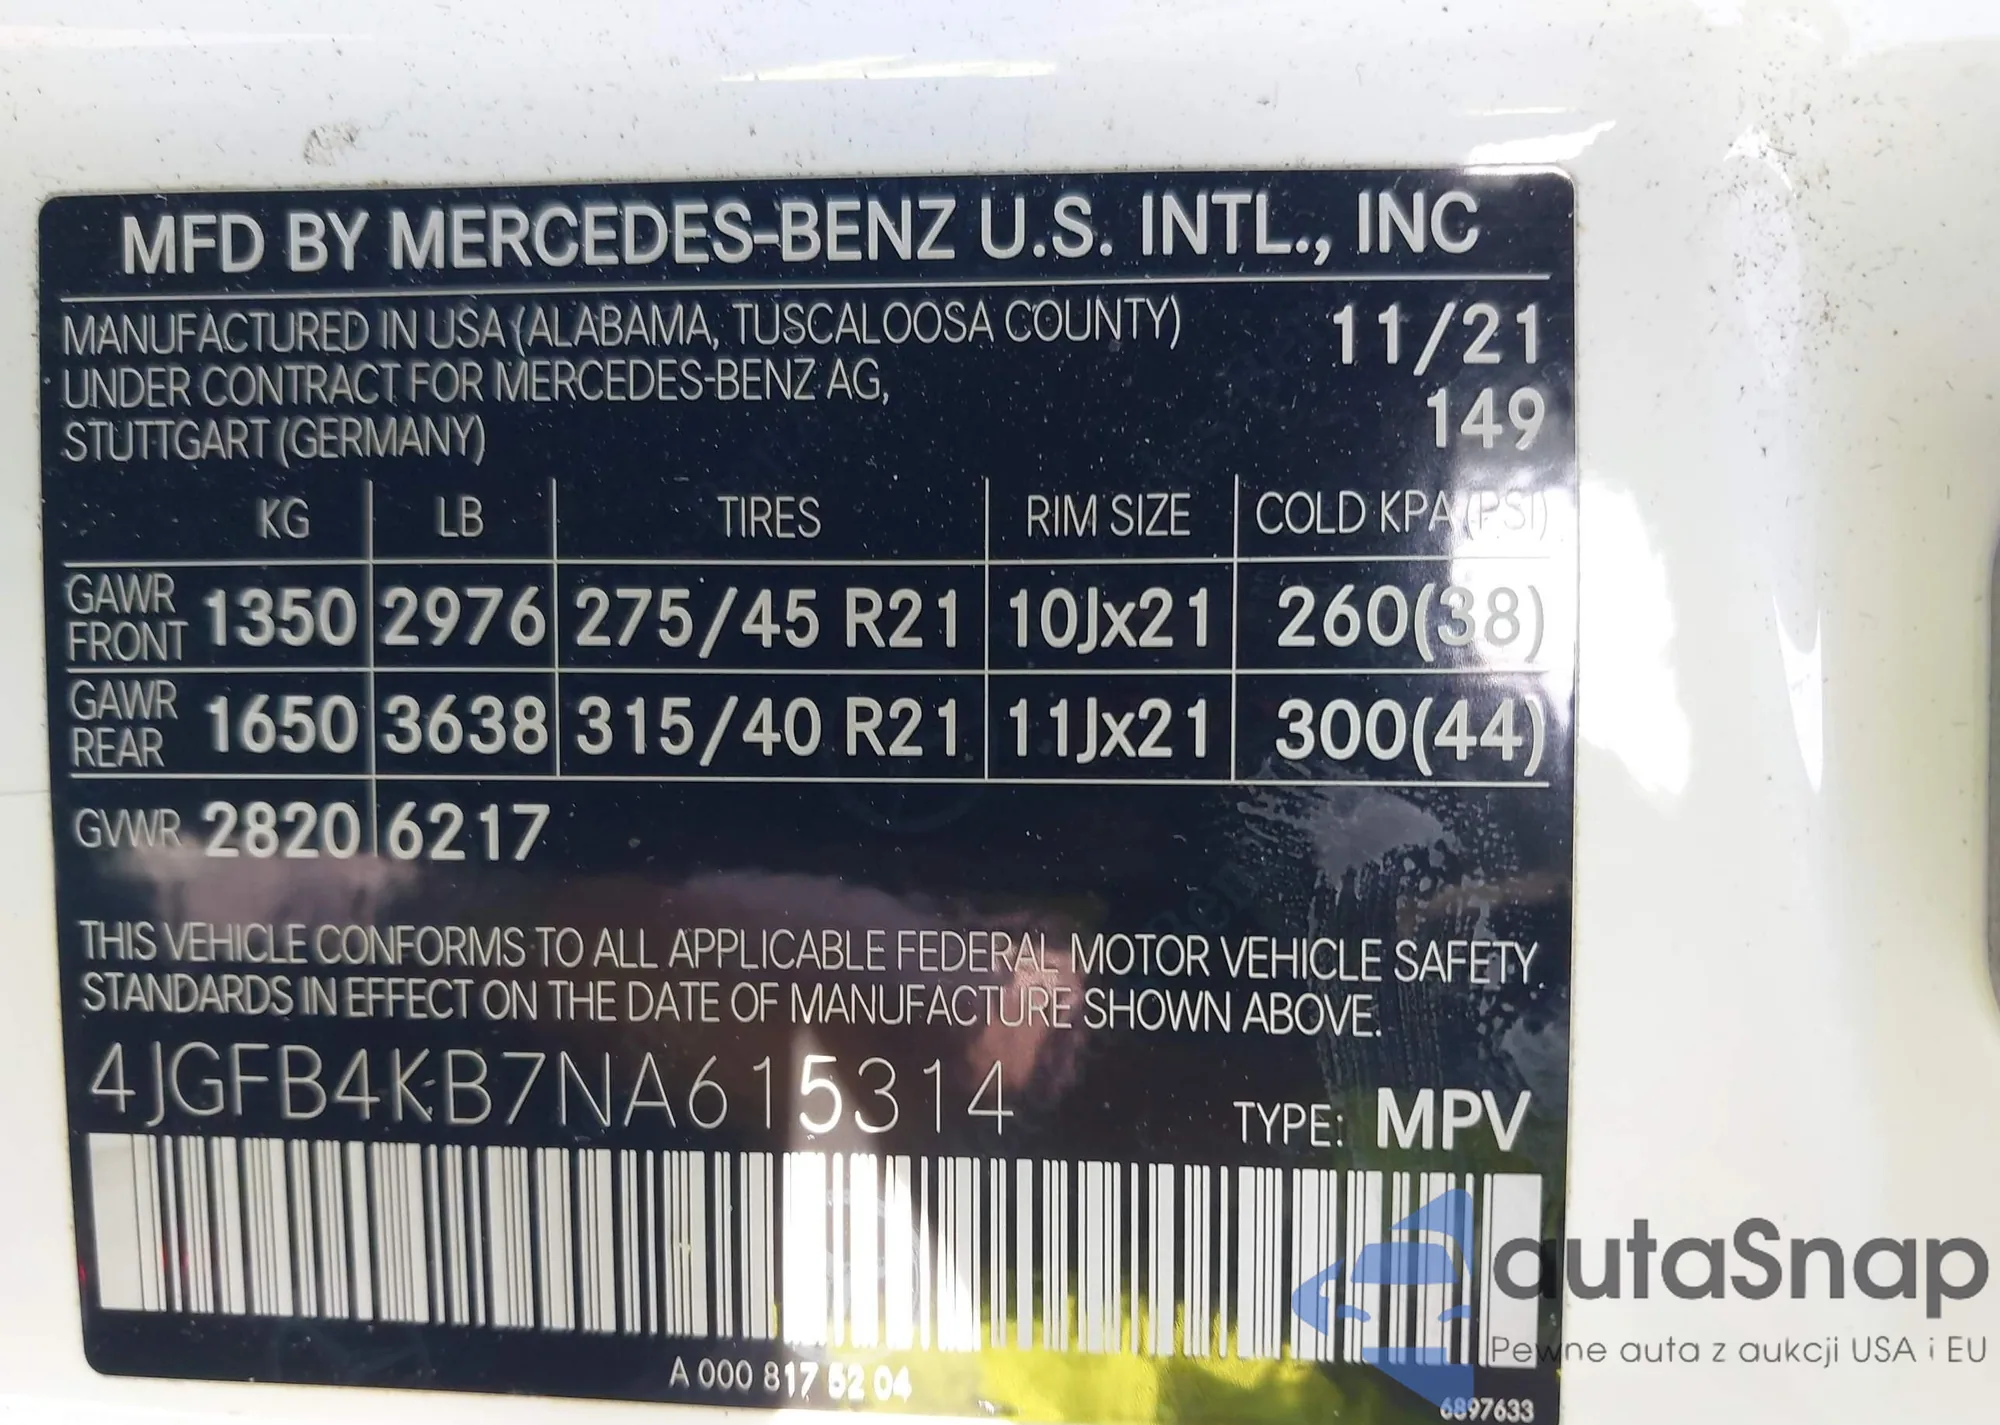 MFD BY MERCEDES-BENZ U.S. INTL., INC
MANUFACTURED IN USA (ALABAMA, TUSCALOOSA COUNTY) 11/21
UNDER CONTRACT FOR MERCEDES-BENZ AG, 149
STUTTGART (GERMANY)
KG LB TIRES RIM SIZE COLD KPA (PSI)
GAWR FRONT 1350 2976 275/45 R21 10Jx21 260(38)
GAWR REAR 1650 3638 315/40 R21 11Jx21 300(44)
GVWR 2820 6217
THIS VEHICLE CONFORMS TO ALL APPLICABLE FEDERAL MOTOR VEHICLE SAFETY
STANDARDS IN EFFECT ON THE DATE OF MANUFACTURE SHOWN ABOVE.
4JGFB4KB7NA615314 TYPE: MPV
A 000 817 52 04
6897633
autaSnap
Pewne auta z aukcji USA i EU